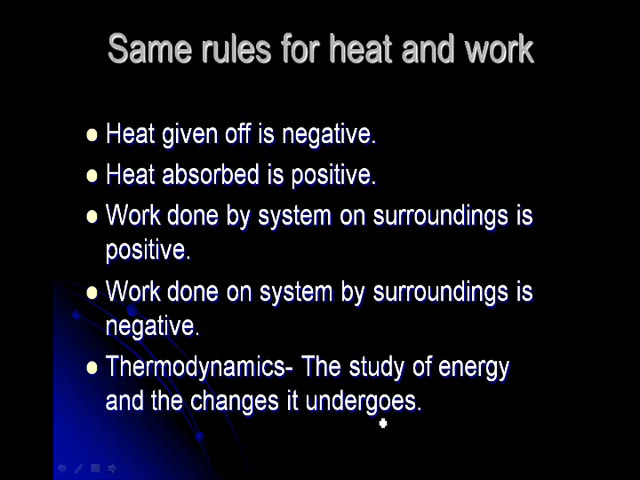 Same rules for heat and work
Heat given off is negative.
Heat absorbed is positive.
Work done by system on surroundings is
positive.
Work done on system by surroundings is
negative.
Thermodynamics- The study of energy
and the changes it undergoes.